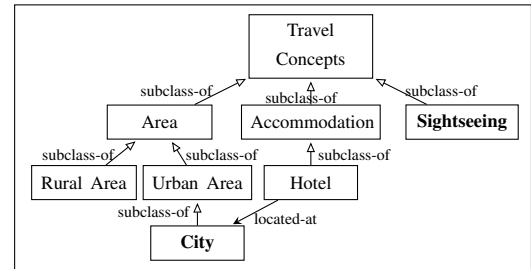 Travel
Concepts
subclass-of
subclass-of
subclass-of
Area
Accommodation
Sightseeing
subclass-of
subclass-of
subclass-of
Rural Area
Urban Area
Hotel
subclass-of
located-at
City